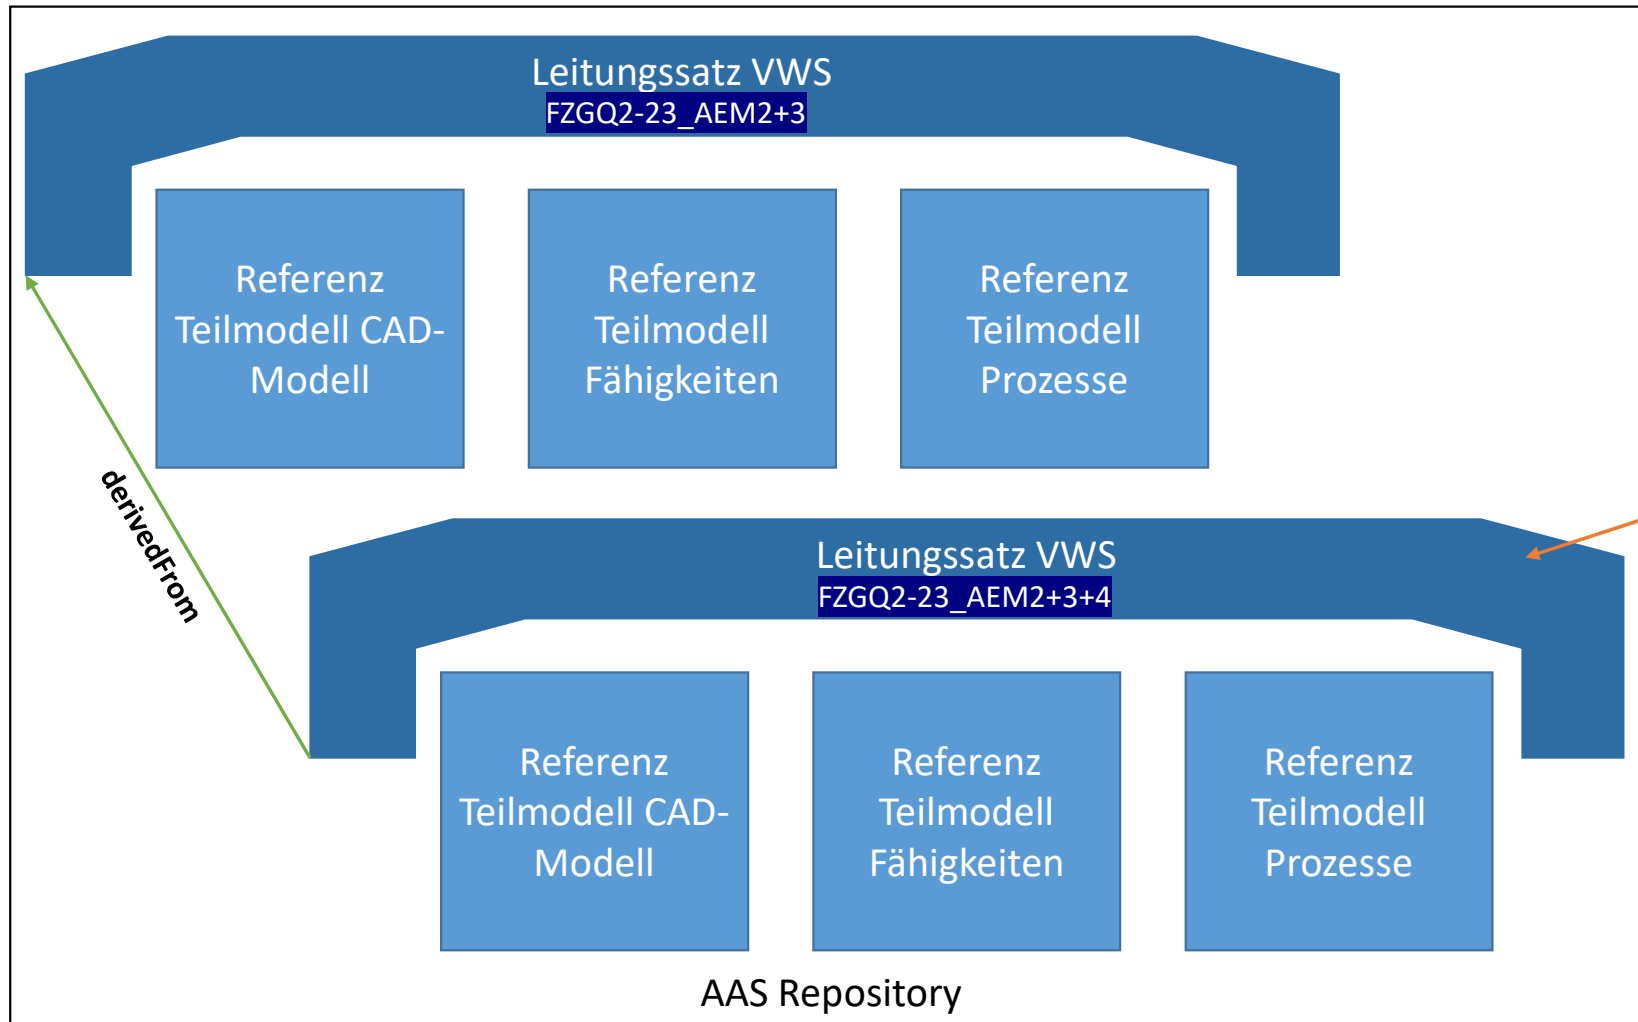 Leitungssatz VWS
FZGQ2-23_AEM2+3
Referenz
Teilmodell CAD-
Modell
Referenz
Teilmodell
Fähigkeiten
Referenz
Teilmodell
Prozesse
derivedFrom
Leitungssatz VWS
FZGQ2-23_AEM2+3+4
Referenz
Teilmodell CAD-
Modell
Referenz
Teilmodell
Fähigkeiten
Referenz
Teilmodell
Prozesse
AAS Repository